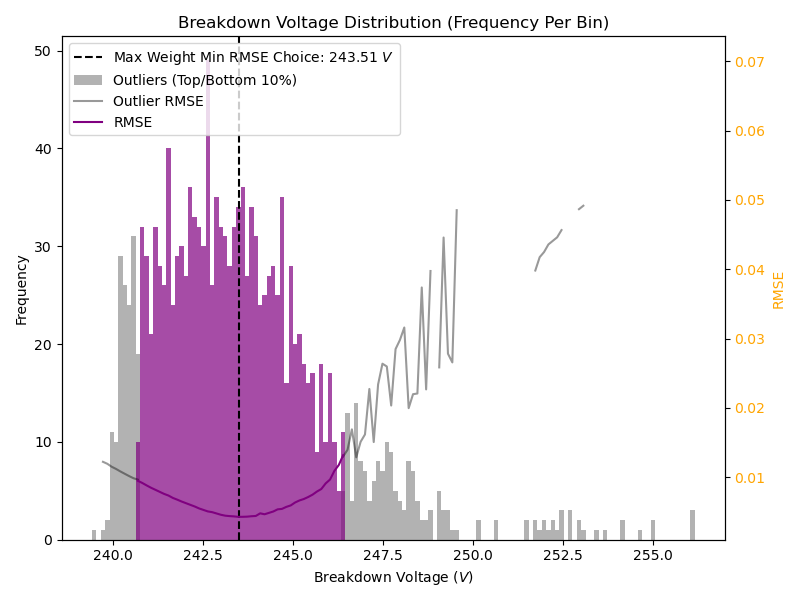 Breakdown Voltage Distribution (Frequency Per Bin)
Max Weight Min RMSE Choice: 243.51 V
Outliers (Top/Bottom 10%)
Outlier RMSE
RMSE
Frequency
50
40
30
20
10
0
0.07
0.06
0.05
0.04
0.03
0.02
0.01
RMSE
240.0 242.5 245.0 247.5 250.0 252.5 255.0
Breakdown Voltage (V)